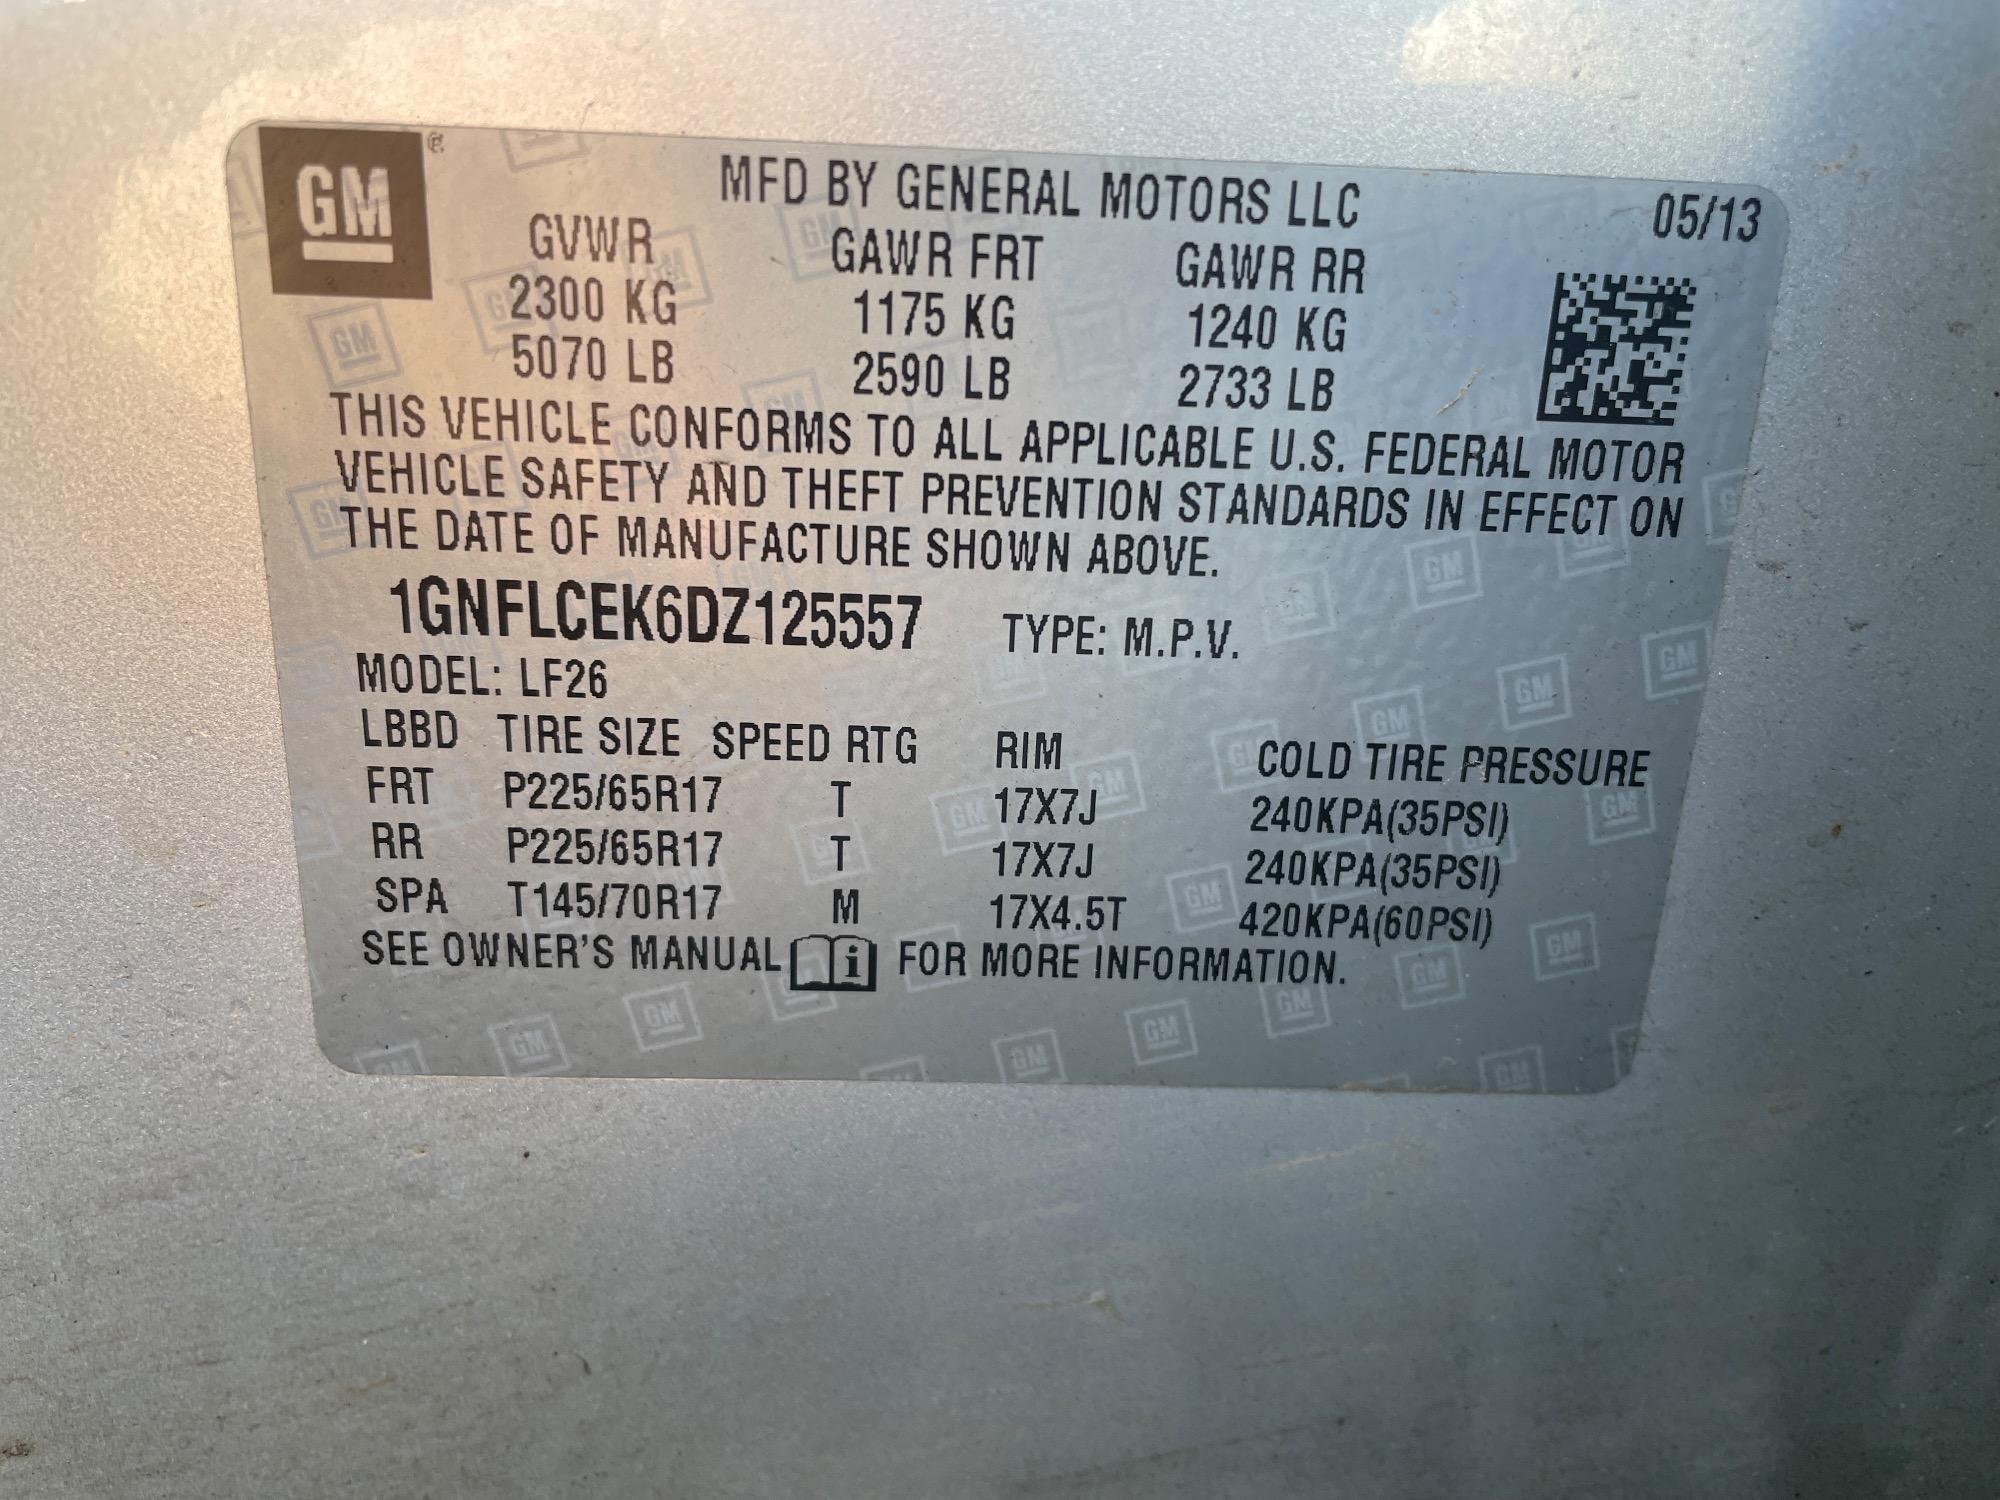 GM
MFD BY GENERAL MOTORS LLC 05/13
GVWR GAWR FRT GAWR RR
2300 KG 1175 KG 1240 KG
5070 LB 2590 LB 2733 LB
THIS VEHICLE CONFORMS TO ALL APPLICABLE U.S. FEDERAL MOTOR
VEHICLE SAFETY AND THEFT PREVENTION STANDARDS IN EFFECT ON
THE DATE OF MANUFACTURE SHOWN ABOVE.
1GNFLCEK6DZ125557 TYPE: M.P.V.
MODEL: LF26
LBBD TIRE SIZE SPEED RTG RIM COLD TIRE PRESSURE
FRT P225/65R17 T 17X7J 240KPA(35PSI)
RR P225/65R17 T 17X7J 240KPA(35PSI)
SPA T145/70R17 M 17X4.5T 420KPA(60PSI)
SEE OWNER'S MANUAL i FOR MORE INFORMATION.